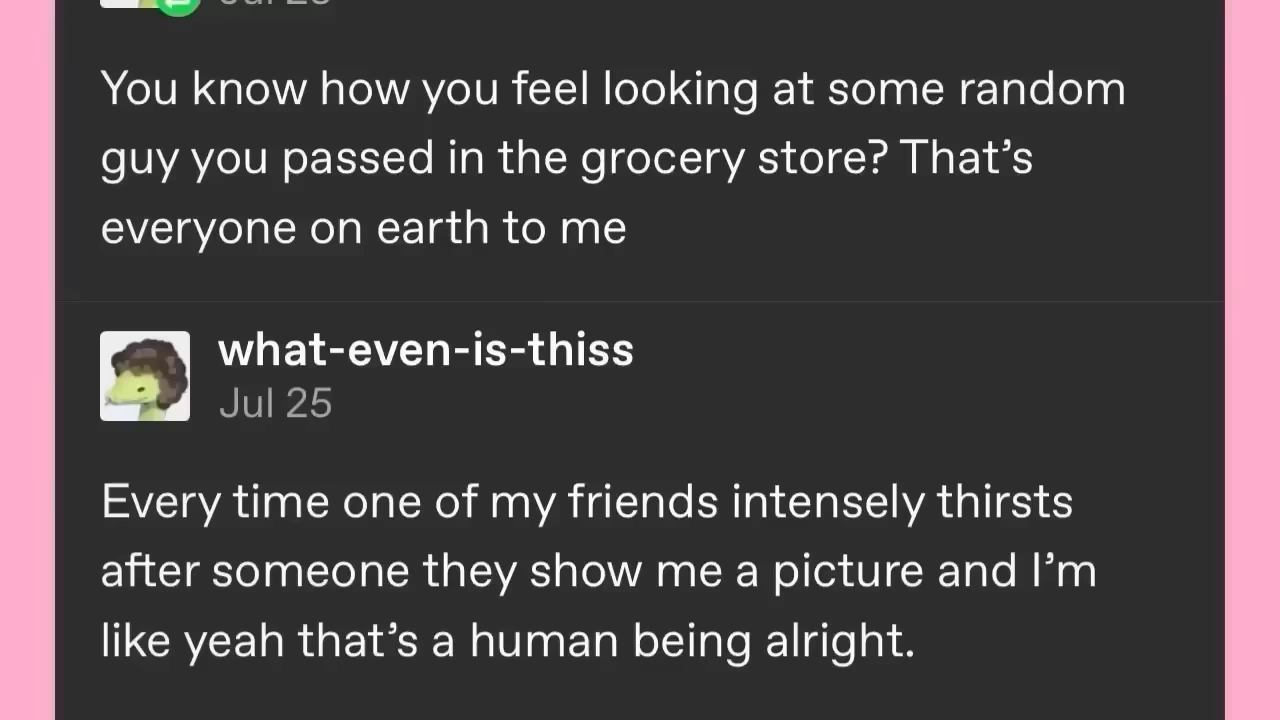 Jul 25
You know how you feel looking at some random
guy you passed in the grocery store? That’s
everyone on earth to me
what-even-is-thiss
Jul 25
Every time one of my friends intensely thirsts
after someone they show me a picture and I’m
like yeah that’s a human being alright.